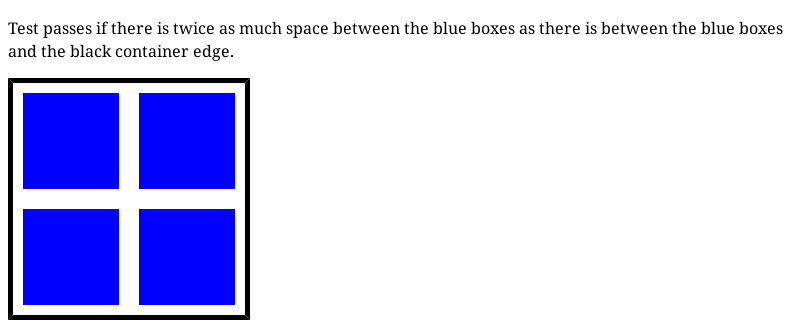 Test passes if there is twice as much space between the blue boxes as there is between the blue boxes
and the black container edge.